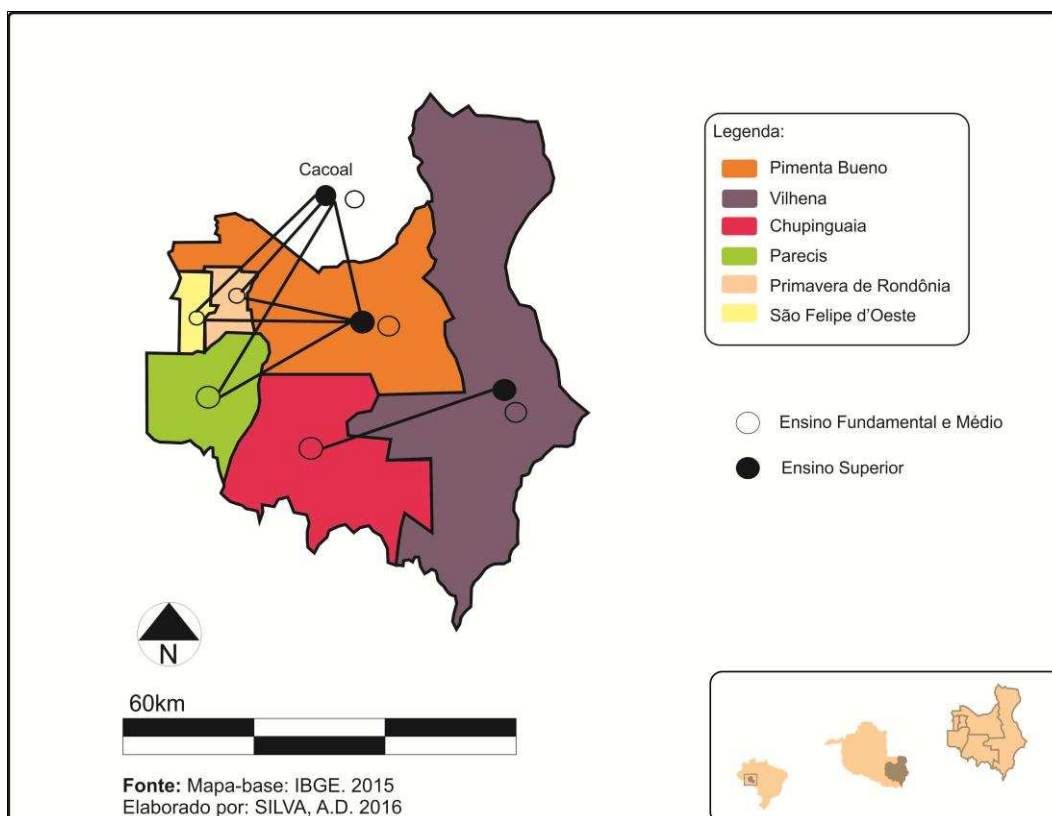 Cacoal
Legenda:
Pimenta Bueno
Vilhena
Chupinguaia
Parecis
Primavera de Rondônia
São Felipe d'Oeste
Ensino Fundamental e Médio
Ensino Superior
N
60km
Fonte: Mapa-base: IBGE. 2015
Elaborado por: SILVA, A.D. 2016